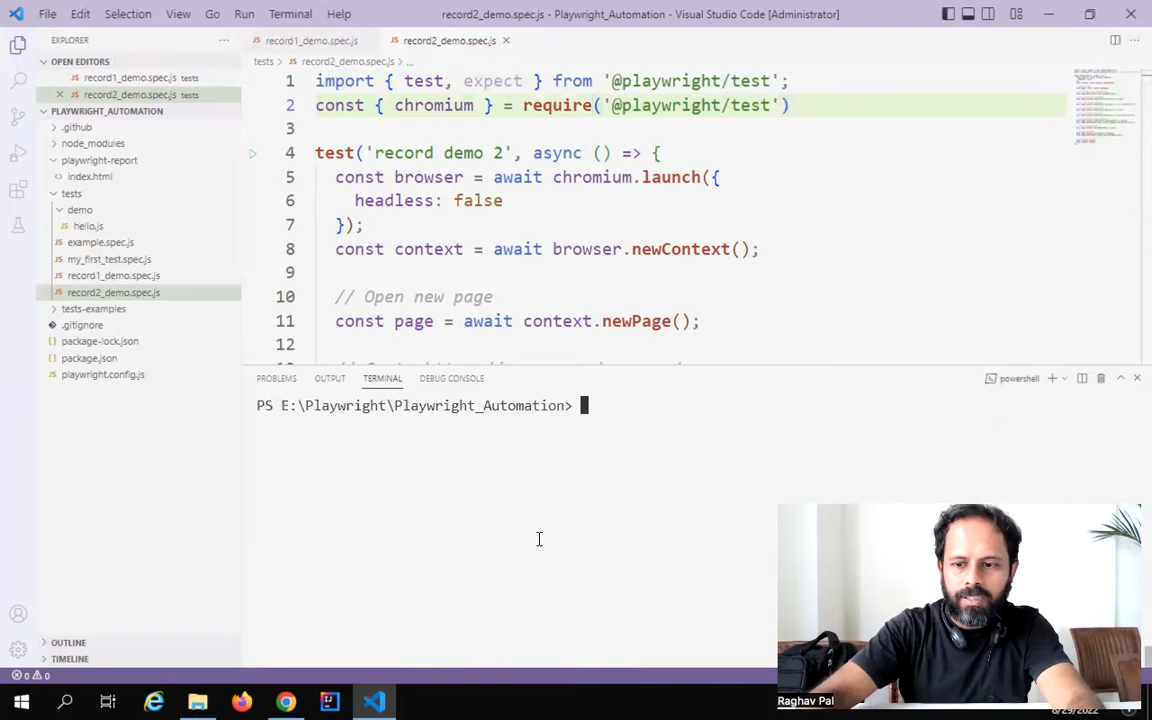 File Edit Selection View Go Run Terminal Help
record2_demo.spec.js - Playwright_Automation - Visual Studio Code [Administrator]
EXPLORER
OPEN EDITORS
record1_demo.spec.js tests
record2_demo.spec.js tests
PLAYWRIGHT_AUTOMATION
.github
node_modules
playwright-report
index.html
tests
demo
hello.js
example.spec.js
my_first_test.spec.js
record1_demo.spec.js
record2_demo.spec.js
tests-examples
.gitignore
package-lock.json
package.json
playwright.config.js
OUTLINE
TIMELINE
record1_demo.spec.js
record2_demo.spec.js
tests > record2_demo.spec.js > ...
1 import { test, expect } from '@playwright/test';
2 const { chromium } = require('@playwright/test')
3
4 test('record demo 2', async () => {
5 const browser = await chromium.launch({
6 headless: false
7 });
8 const context = await browser.newContext();
9
10 // Open new page
11 const page = await context.newPage();
12
PROBLEMS OUTPUT TERMINAL DEBUG CONSOLE
powershell
PS E:\Playwright\Playwright_Automation>
0 0
Raghav Pal
8/29/2022